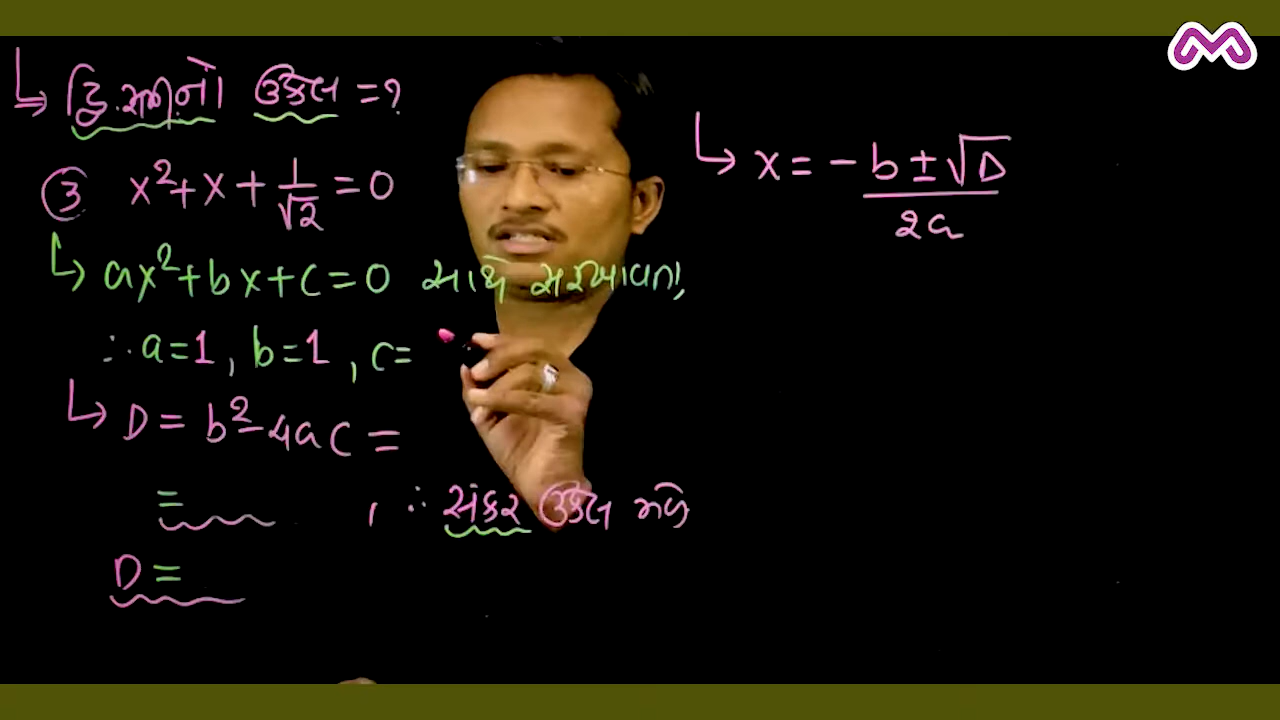 ↳ દ્વિ.સમી.નો ઉકેલ = ?
③ x² + x + 1/√2 = 0
↳ ax² + bx + c = 0 સાથે સરખાવતા,
∴ a = 1, b = 1, c =
↳ D = b² - 4ac =
= , ∴ સંકર ઉકેલ મળે
D =
↳ x = -b ± √D / 2a